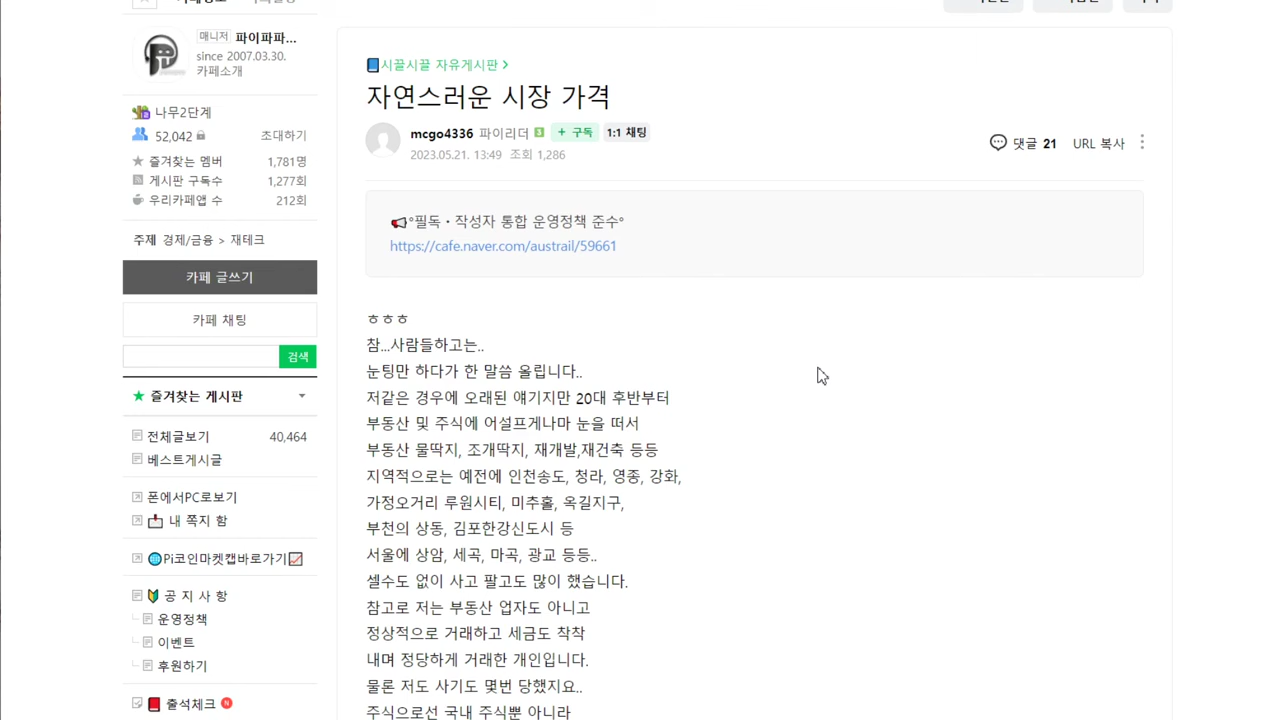 매니저 파이파파...
since 2007.03.30.
카페소개
나무2단계
52,042 초대하기
즐겨찾는 멤버 1,781명
게시판 구독수 1,277회
우리카페앱 수 212회
주제 경제/금융 > 재테크
카페 글쓰기
카페 채팅
검색
즐겨찾는 게시판
전체글보기 40,464
베스트게시글
폰에서PC로보기
내 쪽지 함
Pi코인마켓캡바로가기
공 지 사 항
운영정책
이벤트
후원하기
출석체크 N
시끌시끌 자유게시판 >
자연스러운 시장 가격
mcgo4336 파이리더 + 구독 1:1 채팅
2023.05.21. 13:49 조회 1,286
댓글 21 URL 복사
°필독・작성자 통합 운영정책 준수°
https://cafe.naver.com/austrail/59661
ㅎㅎㅎ
참...사람들하고는..
눈팅만 하다가 한 말씀 올립니다..
저같은 경우에 오래된 얘기지만 20대 후반부터
부동산 및 주식에 어설프게나마 눈을 떠서
부동산 물딱지, 조개딱지, 재개발,재건축 등등
지역적으로는 예전에 인천송도, 청라, 영종, 강화,
가정오거리 루원시티, 미추홀, 옥길지구,
부천의 상동, 김포한강신도시 등
서울에 상암, 세곡, 마곡, 광교 등등..
셀수도 없이 사고 팔고도 많이 했습니다.
참고로 저는 부동산 업자도 아니고
정상적으로 거래하고 세금도 착착
내며 정당하게 거래한 개인입니다.
물론 저도 사기도 몇번 당했지요..
주식으로선 국내 주식뿐 아니라